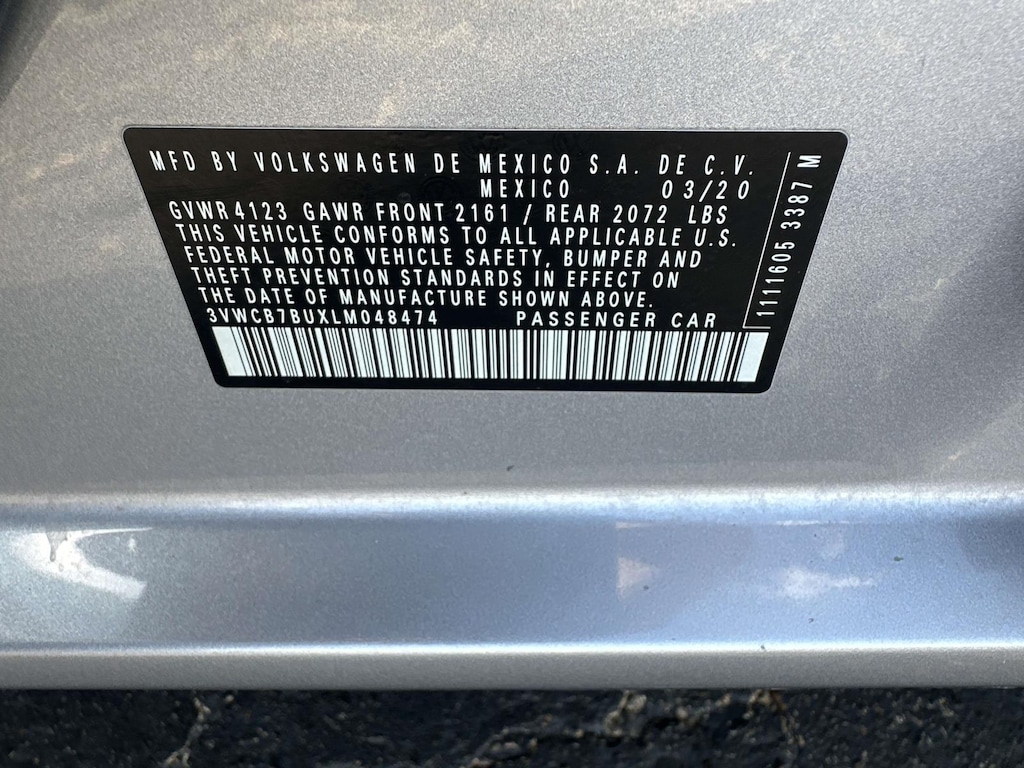 MFD BY VOLKSWAGEN DE MEXICO S.A. DE C.V.
MEXICO 03/20
GVWR 4123 GAWR FRONT 2161 / REAR 2072 LBS
THIS VEHICLE CONFORMS TO ALL APPLICABLE U.S.
FEDERAL MOTOR VEHICLE SAFETY, BUMPER AND
THEFT PREVENTION STANDARDS IN EFFECT ON
THE DATE OF MANUFACTURE SHOWN ABOVE.
3VWCB7BUXLM048474 PASSENGER CAR
1111605 3387 M